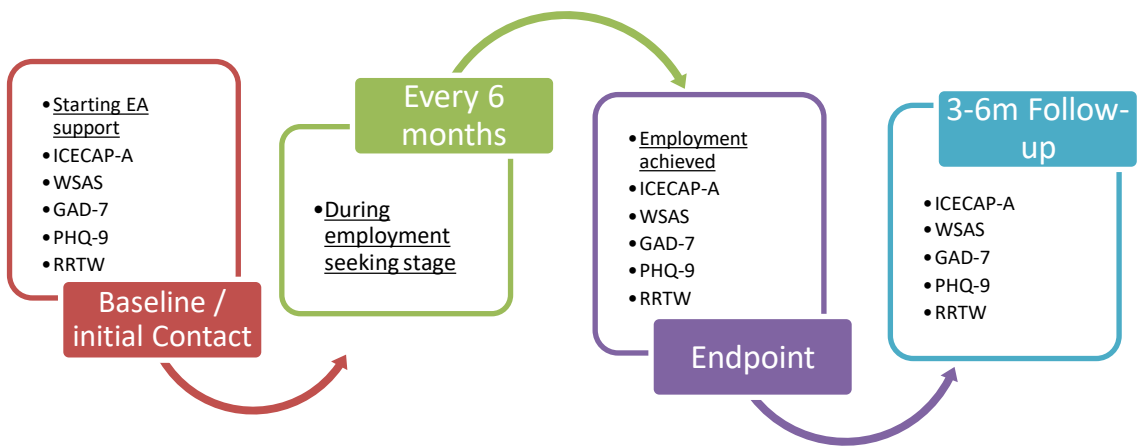 •Starting EA
support
•ICECAP-A
•WSAS
•GAD-7
•PHQ-9
•RRTW
Baseline /
initial Contact
Every 6
months
•During
employment
seeking stage
•Employment
achieved
•ICECAP-A
•WSAS
•GAD-7
•PHQ-9
•RRTW
Endpoint
3-6m Follow-
up
•ICECAP-A
•WSAS
•GAD-7
•PHQ-9
•RRTW